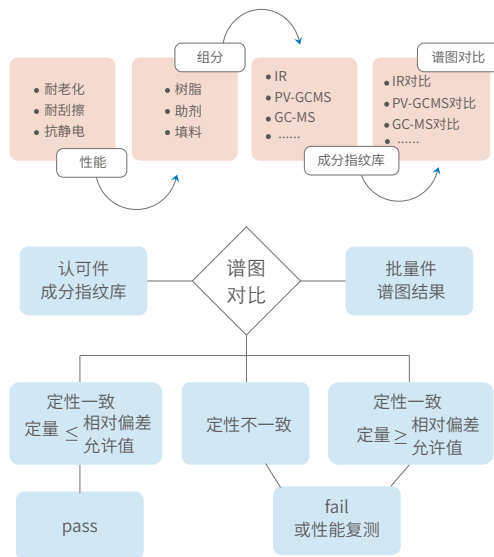 组分
谱图对比
• 耐老化
• 耐刮擦
• 抗静电
性能
• 树脂
• 助剂
• 填料
• IR
• PV-GCMS
• GC-MS
• ......
成分指纹库
• IR对比
• PV-GCMS对比
• GC-MS对比
• ......
认可件
成分指纹库
谱图
对比
批量件
谱图结果
定性一致
定量 ≤ 相对偏差
允许值
定性不一致
定性一致
定量 ≥ 相对偏差
允许值
pass
fail
或性能复测